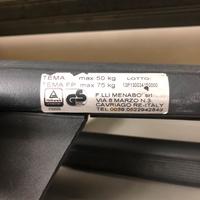 TEMA max 50 kg LOTTO:
TEMA FP max 75 kg
F.LLI MENABO' srl
VIA 8 MARZO N.3
CAVRIAGO RE-ITALY
TEL 0039 0522942840